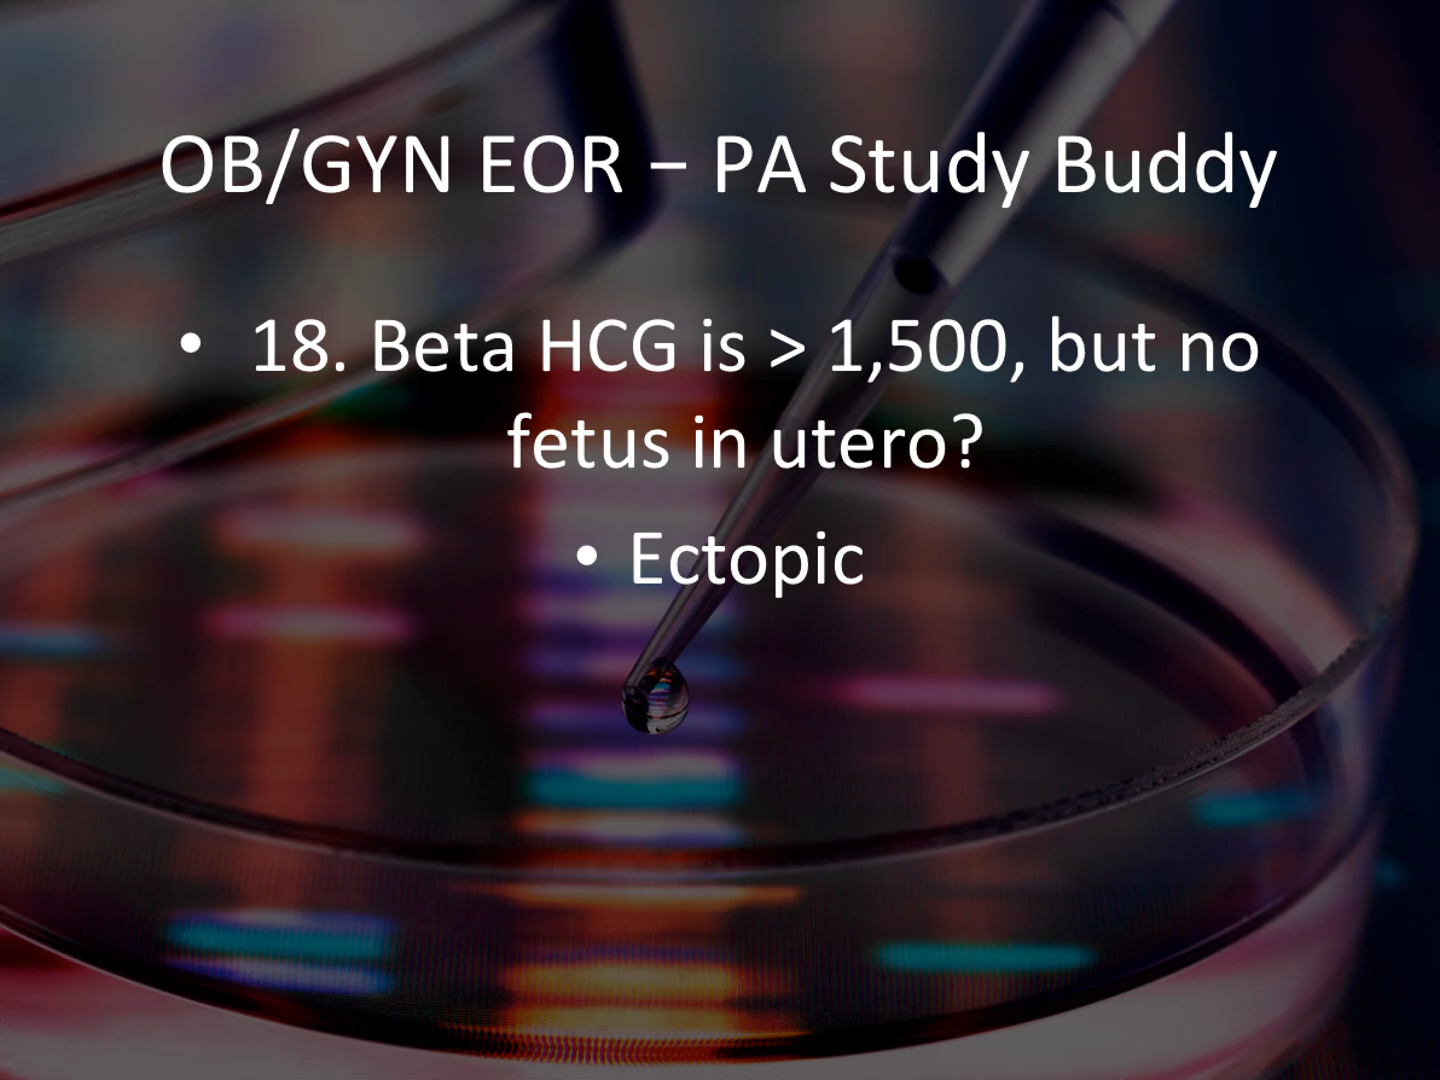 OB/GYN EOR – PA Study Buddy
• 18. Beta HCG is > 1,500, but no
fetus in utero?
• Ectopic